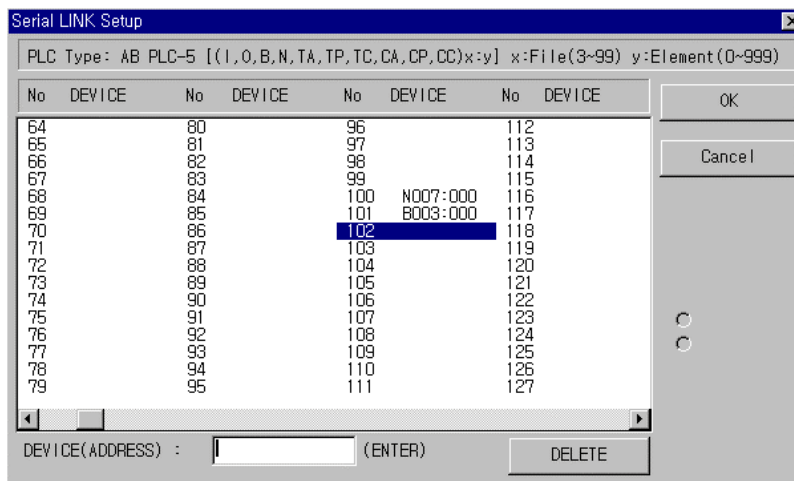 Serial LINK Setup
PLC Type: AB PLC-5 [(I,O,B,N,TA,TP,TC,CA,CP,CC)x:y] x:File(3~99) y:Element(0~999)
No DEVICE No DEVICE No DEVICE No DEVICE
OK
Cancel
64 80 96 112
65 81 97 113
66 82 98 114
67 83 99 115
68 84 100 N007:000 116
69 85 101 B003:000 117
70 86 102 118
71 87 103 119
72 88 104 120
73 89 105 121
74 90 106 122
75 91 107 123
76 92 108 124
77 93 109 125
78 94 110 126
79 95 111 127
DEVICE(ADDRESS) : (ENTER) DELETE